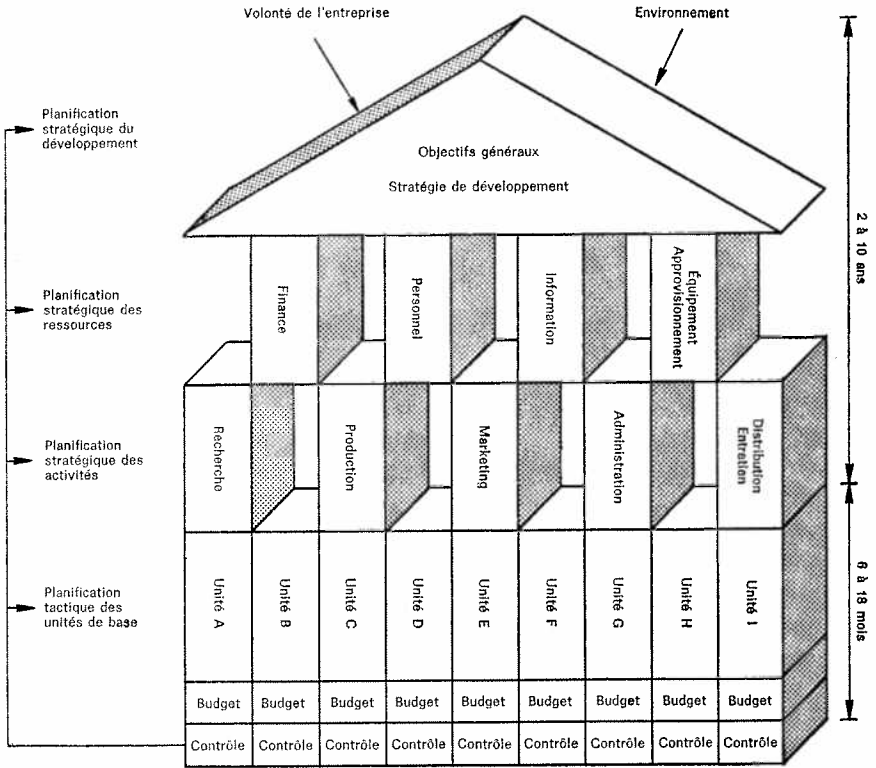 Volonté de l'entreprise
Environnement
Planification
stratégique du
développement
Objectifs généraux
Stratégie de développement
2 à 10 ans
Planification
stratégique des
ressources
Finance
Personnel
Information
Équipement
Approvisionnement
Planification
stratégique des
activités
Recherche
Production
Marketing
Administration
Distribution
Entretien
6 à 18 mois
Planification
tactique des
unités de base
Unité A
Unité B
Unité C
Unité D
Unité E
Unité F
Unité G
Unité H
Unité I
Budget Budget Budget Budget Budget Budget Budget Budget Budget
Contrôle Contrôle Contrôle Contrôle Contrôle Contrôle Contrôle Contrôle Contrôle